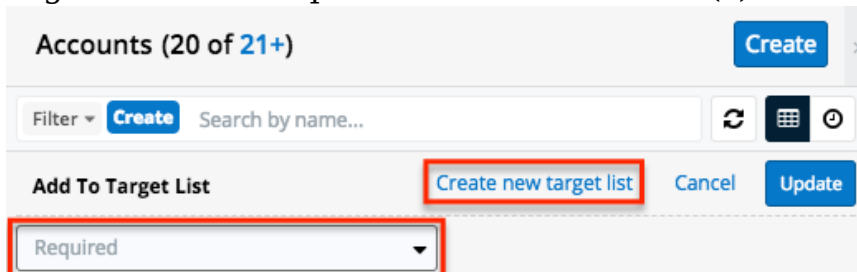 Accounts (20 of 21+) Create
Filter Create Search by name...
Add To Target List Create new target list Cancel Update
Required